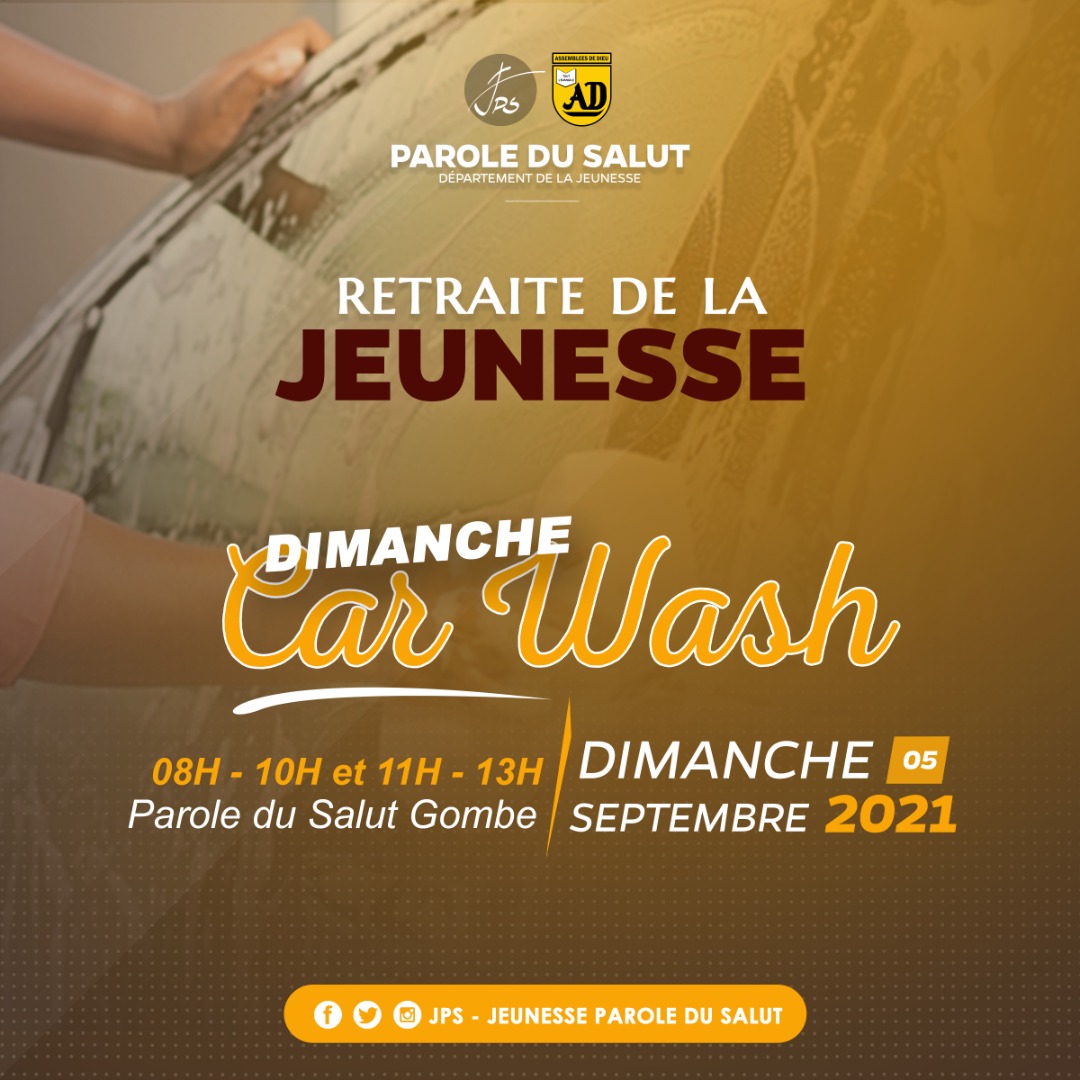 JPS
ASSEMBLEES DE DIEU
AD
PAROLE DU SALUT
DÉPARTEMENT DE LA JEUNESSE
RETRAITE DE LA
JEUNESSE
DIMANCHE
Car Wash
08H - 10H et 11H - 13H
Parole du Salut Gombe
DIMANCHE 05
SEPTEMBRE 2021
JPS - JEUNESSE PAROLE DU SALUT